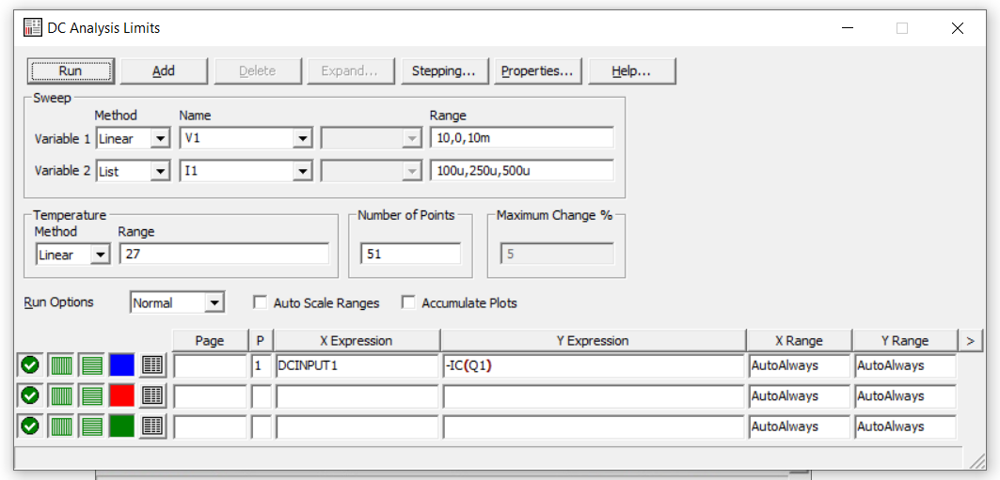 DC Analysis Limits
Run Add Delete Expand... Stepping... Properties... Help...
Sweep
Method Name Range
Variable 1 Linear V1 10,0,10m
Variable 2 List I1 100u,250u,500u
Temperature Number of Points Maximum Change %
Method Range
Linear 27 51 5
Run Options Normal Auto Scale Ranges Accumulate Plots
Page P X Expression Y Expression X Range Y Range >
1 DCINPUT1 -IC(Q1) AutoAlways AutoAlways
AutoAlways AutoAlways
AutoAlways AutoAlways